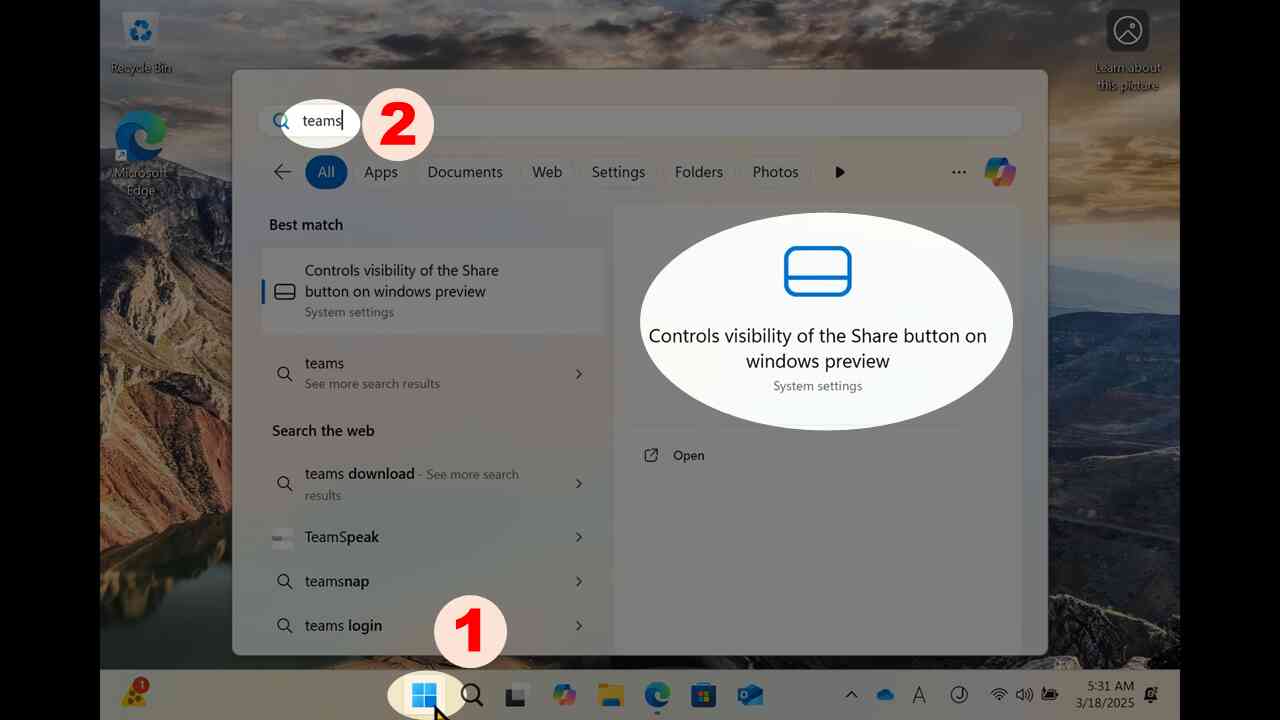 Recycle Bin
Learn about
this picture
Microsoft
Edge
teams
2
All
Apps
Documents
Web
Settings
Folders
Photos
Best match
Controls visibility of the Share
button on windows preview
System settings
teams
See more search results
Search the web
teams download - See more search
results
TeamSpeak
teamsnap
teams login
Controls visibility of the Share button on
windows preview
System settings
Open
1
1
A
5:31 AM
3/18/2025